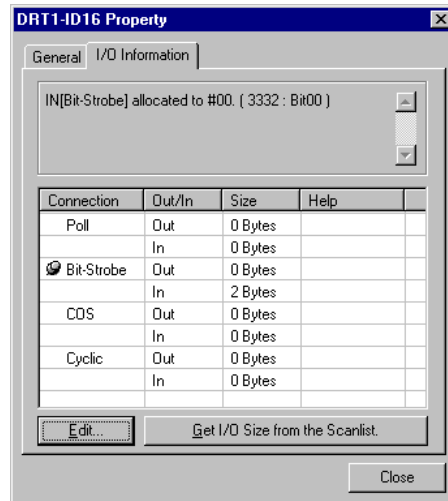 DRT1-ID16 Property
General I/O Information
IN[Bit-Strobe] allocated to #00. ( 3332 : Bit00 )
Connection Out/In Size Help
Poll Out 0 Bytes
In 0 Bytes
Bit-Strobe Out 0 Bytes
In 2 Bytes
COS Out 0 Bytes
In 0 Bytes
Cyclic Out 0 Bytes
In 0 Bytes
Edit... Get I/O Size from the Scanlist.
Close